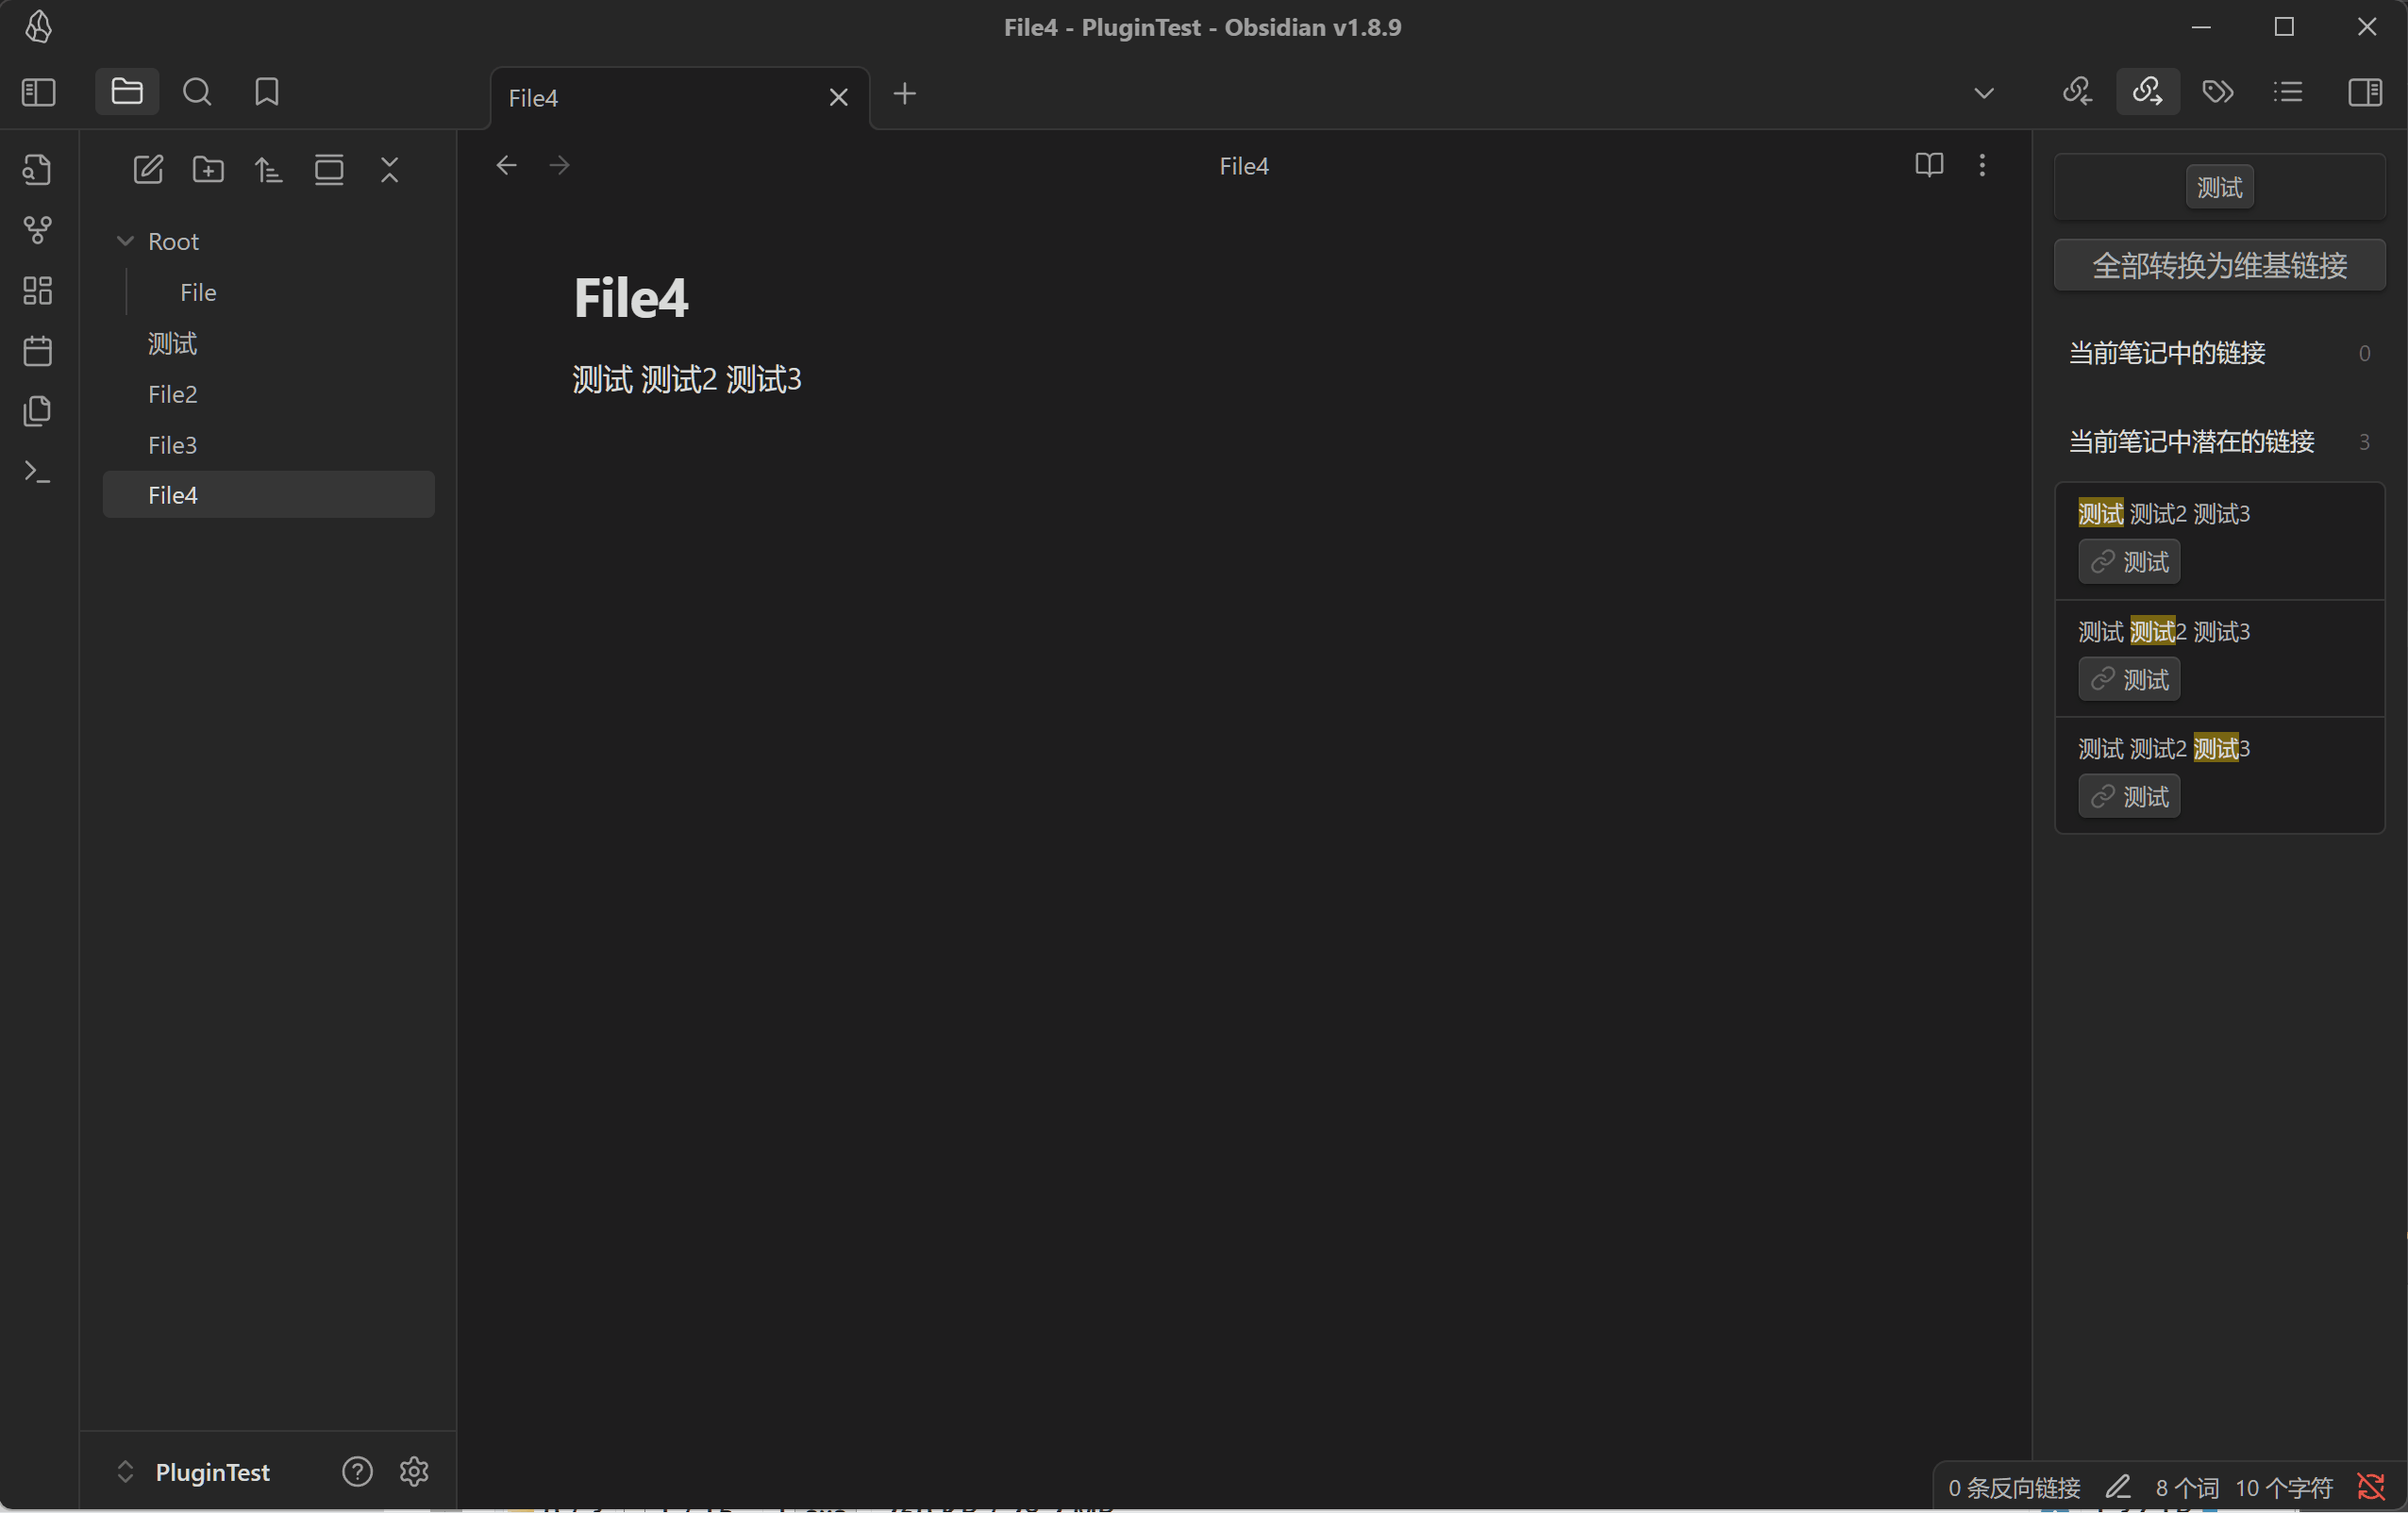 File4 - PluginTest - Obsidian v1.8.9
File4
Root
File
测试
File2
File3
File4
PluginTest
File4
File4
测试 测试2 测试3
测试
全部转换为维基链接
当前笔记中的链接 0
当前笔记中潜在的链接 3
测试 测试2 测试3
测试
测试 测试2 测试3
测试
测试 测试2 测试3
测试
0 条反向链接 8 个词 10 个字符